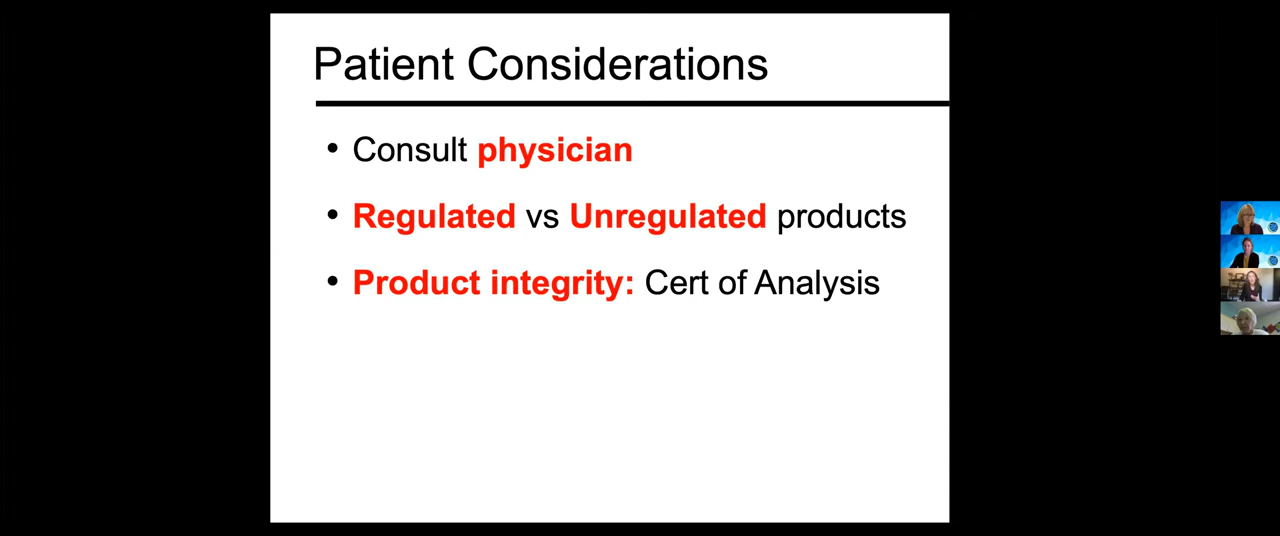 Patient Considerations
• Consult physician
• Regulated vs Unregulated products
• Product integrity: Cert of Analysis